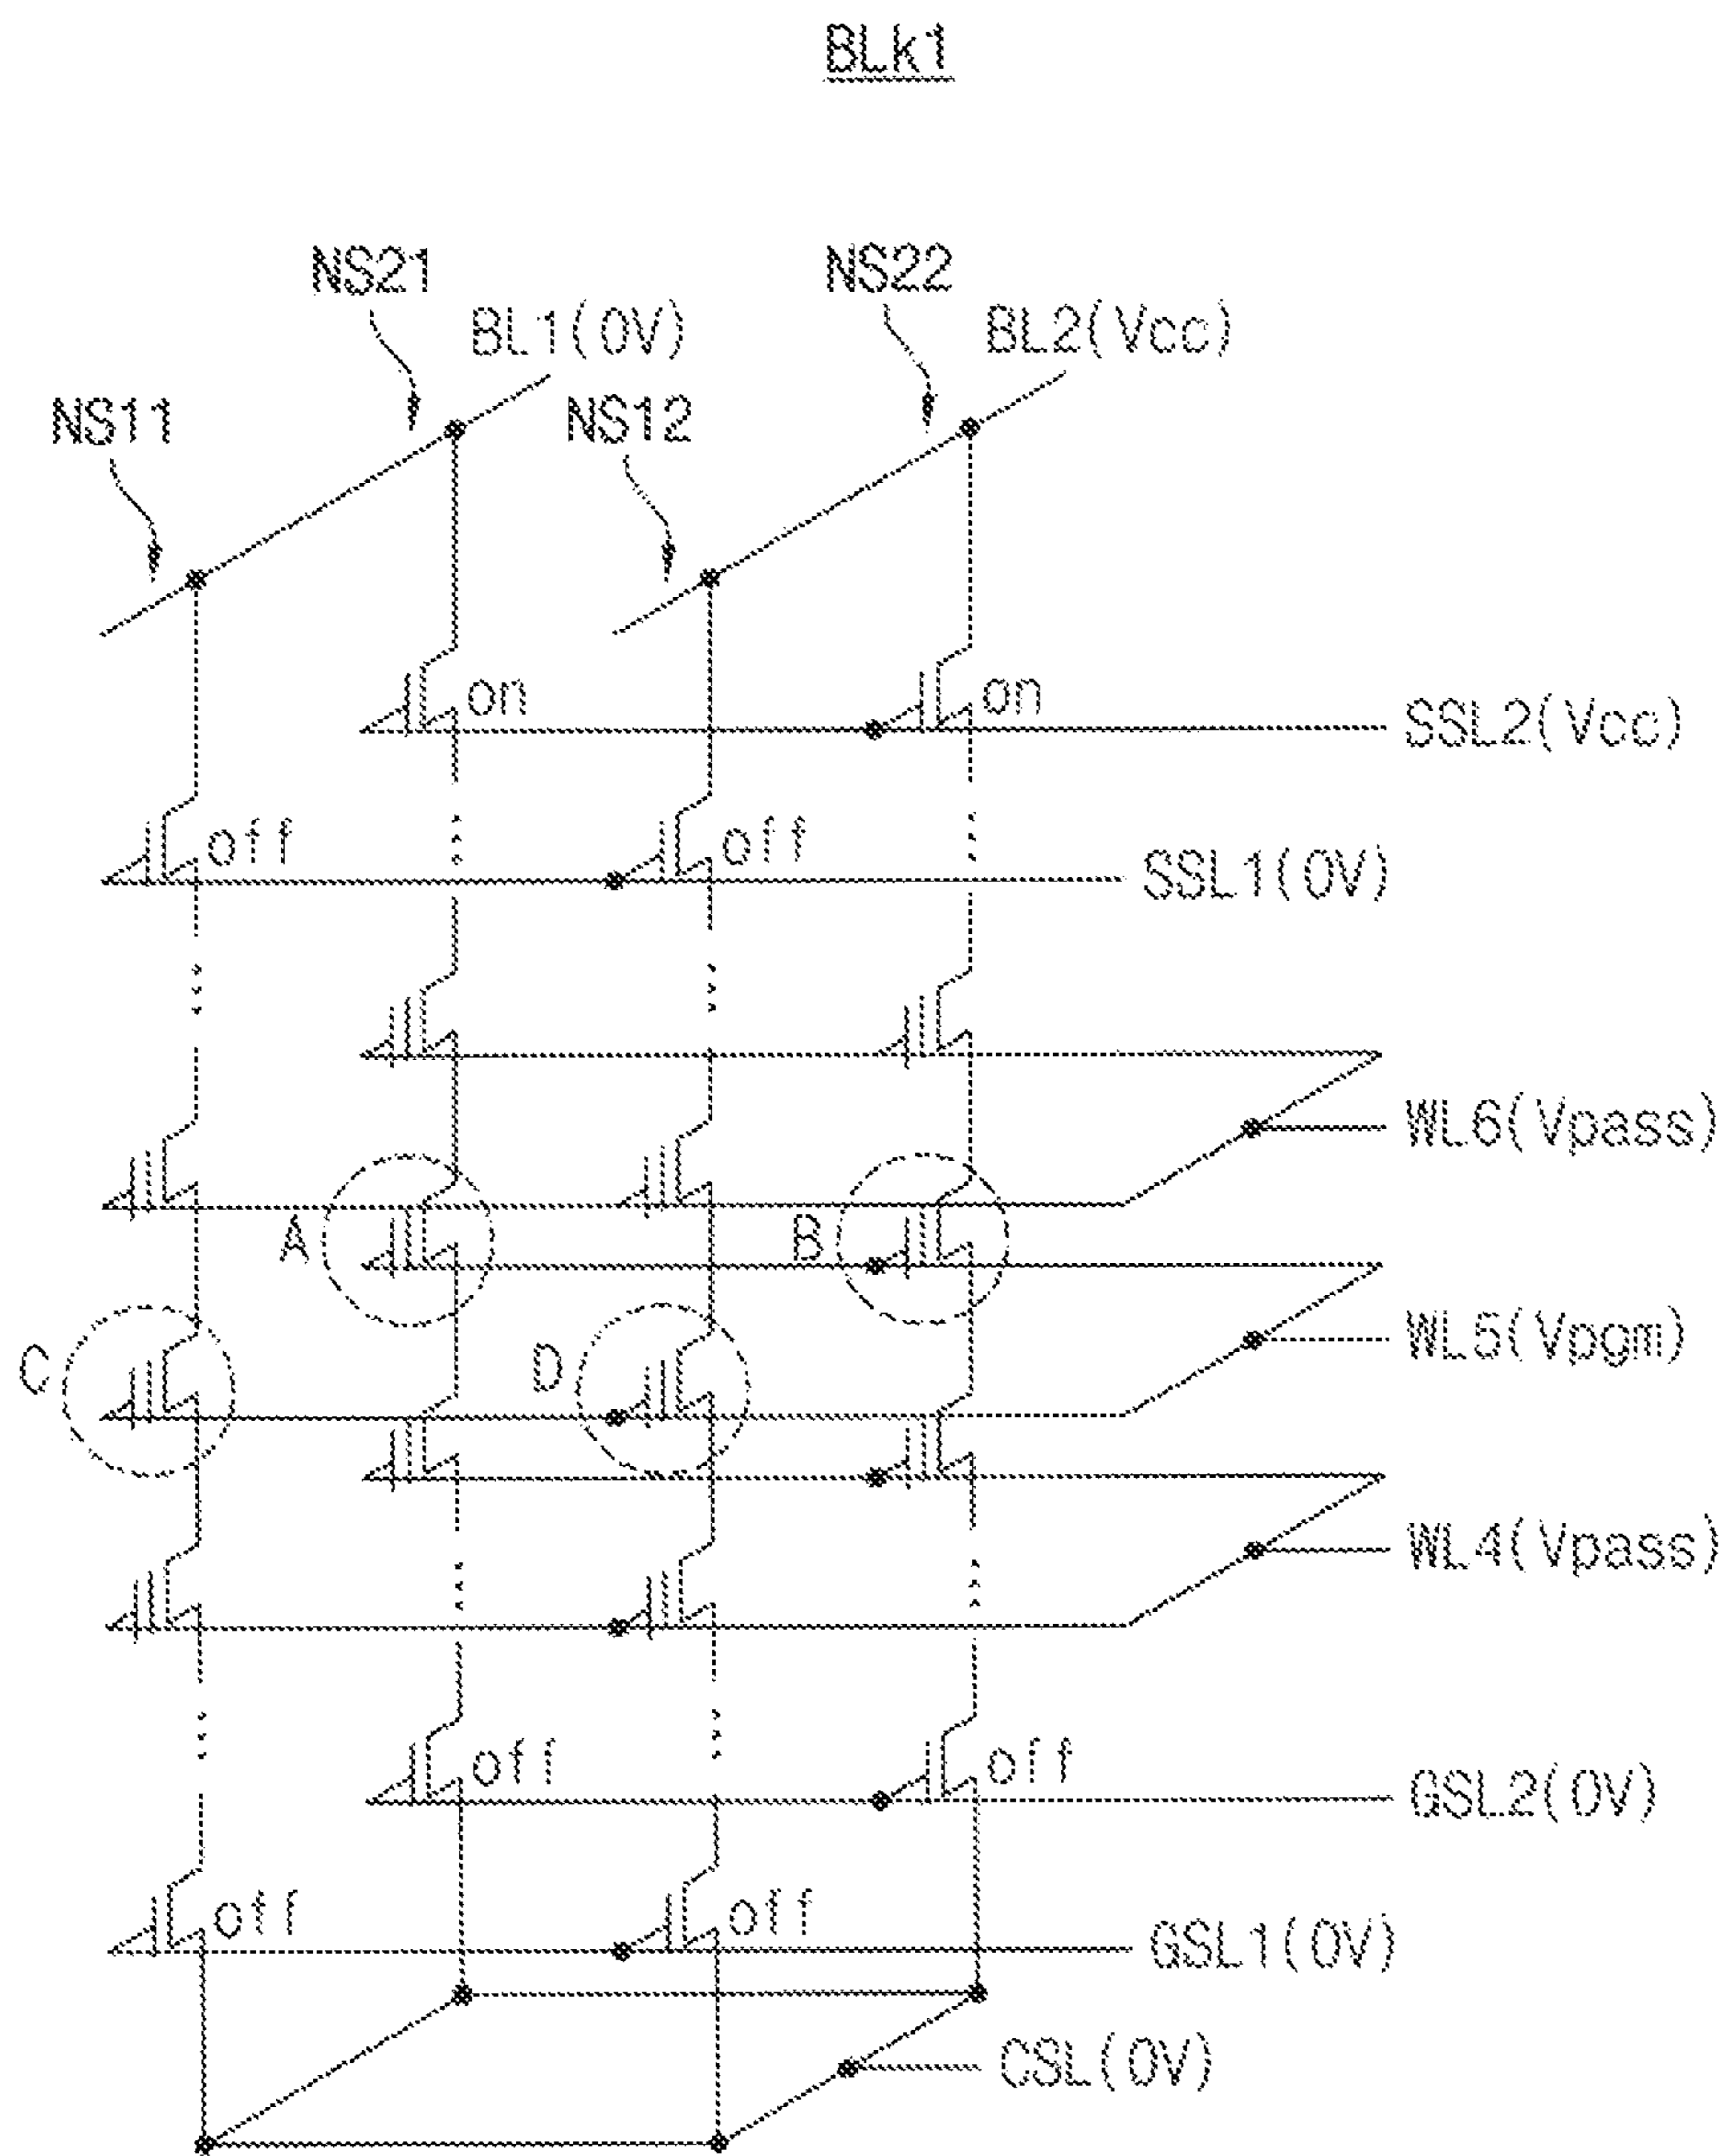 BLk1
NS21
NS22
BL1(0V)
BL2(Vcc)
NS11
NS12
on
on
SSL2(Vcc)
off
off
SSL1(0V)
WL6(Vpass)
A
B
WL5(Vpgm)
C
D
WL4(Vpass)
off
off
GSL2(0V)
off
off
GSL1(0V)
CSL(0V)